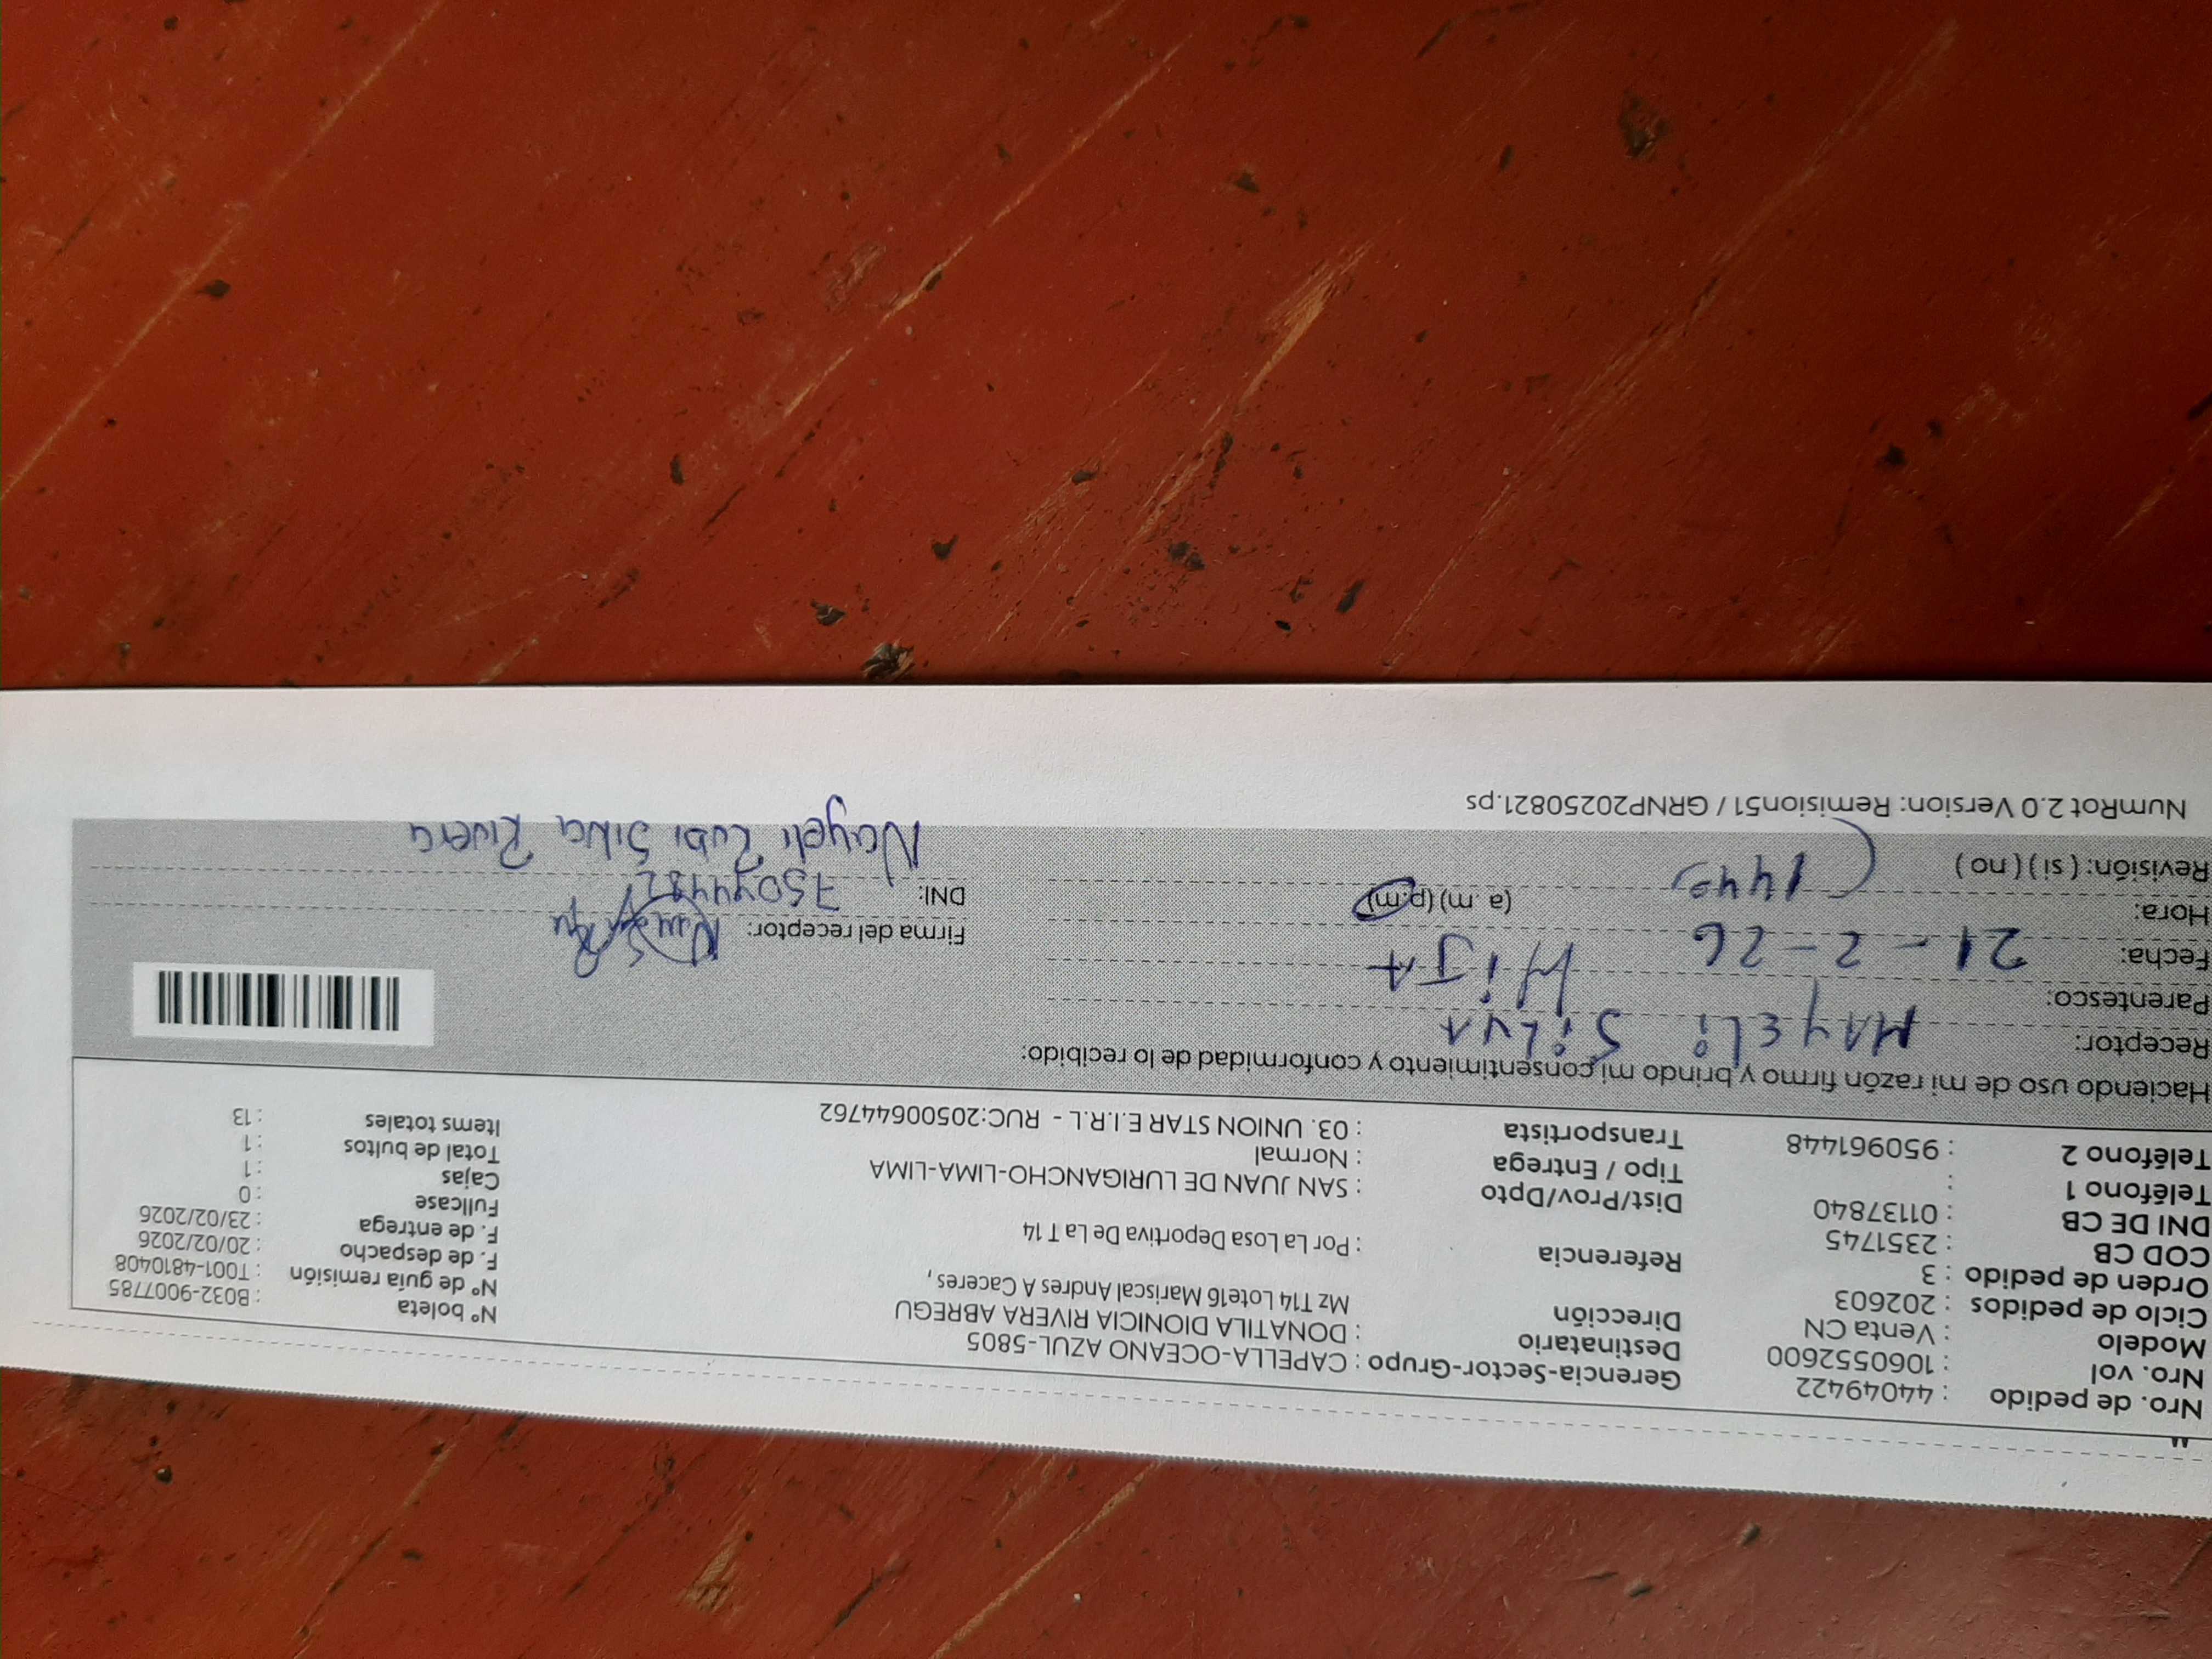 Nro. de pedido : 44049422
Nro. vol : 1060552600
Modelo : Venta CN
Ciclo de pedidos : 202603
Orden de pedido : 3
COD CB : 2351745
DNI DE CB : 01137840
Teléfono 1 :
Teléfono 2 : 950961448
Gerencia-Sector-Grupo : CAPELLA-OCEANO AZUL-5805
Destinatario : DONATILA DIONICIA RIVERA ABREGU
Dirección Mz T14 Lote16 Mariscal Andres A Caceres ,
Referencia : Por La Losa Deportiva De La T 14
Dist/Prov/Dpto : SAN JUAN DE LURIGANCHO-LIMA-LIMA
Tipo / Entrega : Normal
Transportista : 03. UNION STAR E.I.R.L - RUC:20500644762
Nº boleta : B032-9007785
Nº de guía remisión : T001-4810408
F. de despacho : 20/02/2026
F. de entrega : 23/02/2026
Fullcase : 0
Cajas : 1
Total de bultos : 1
Items totales : 13
Haciendo uso de mi razón firmo y brindo mi consentimiento y conformidad de lo recibido:
Receptor: NAYELI SILVA
Parentesco: HIJA
Fecha: 21-2-26
Hora: 144 (a. m) (p.m)
Revisión: ( si ) ( no )
Firma del receptor:
DNI:
Nayeli Rubi Silva Rivera
NumRot 2.0 Version: Remision51 / GRNP20250821.ps